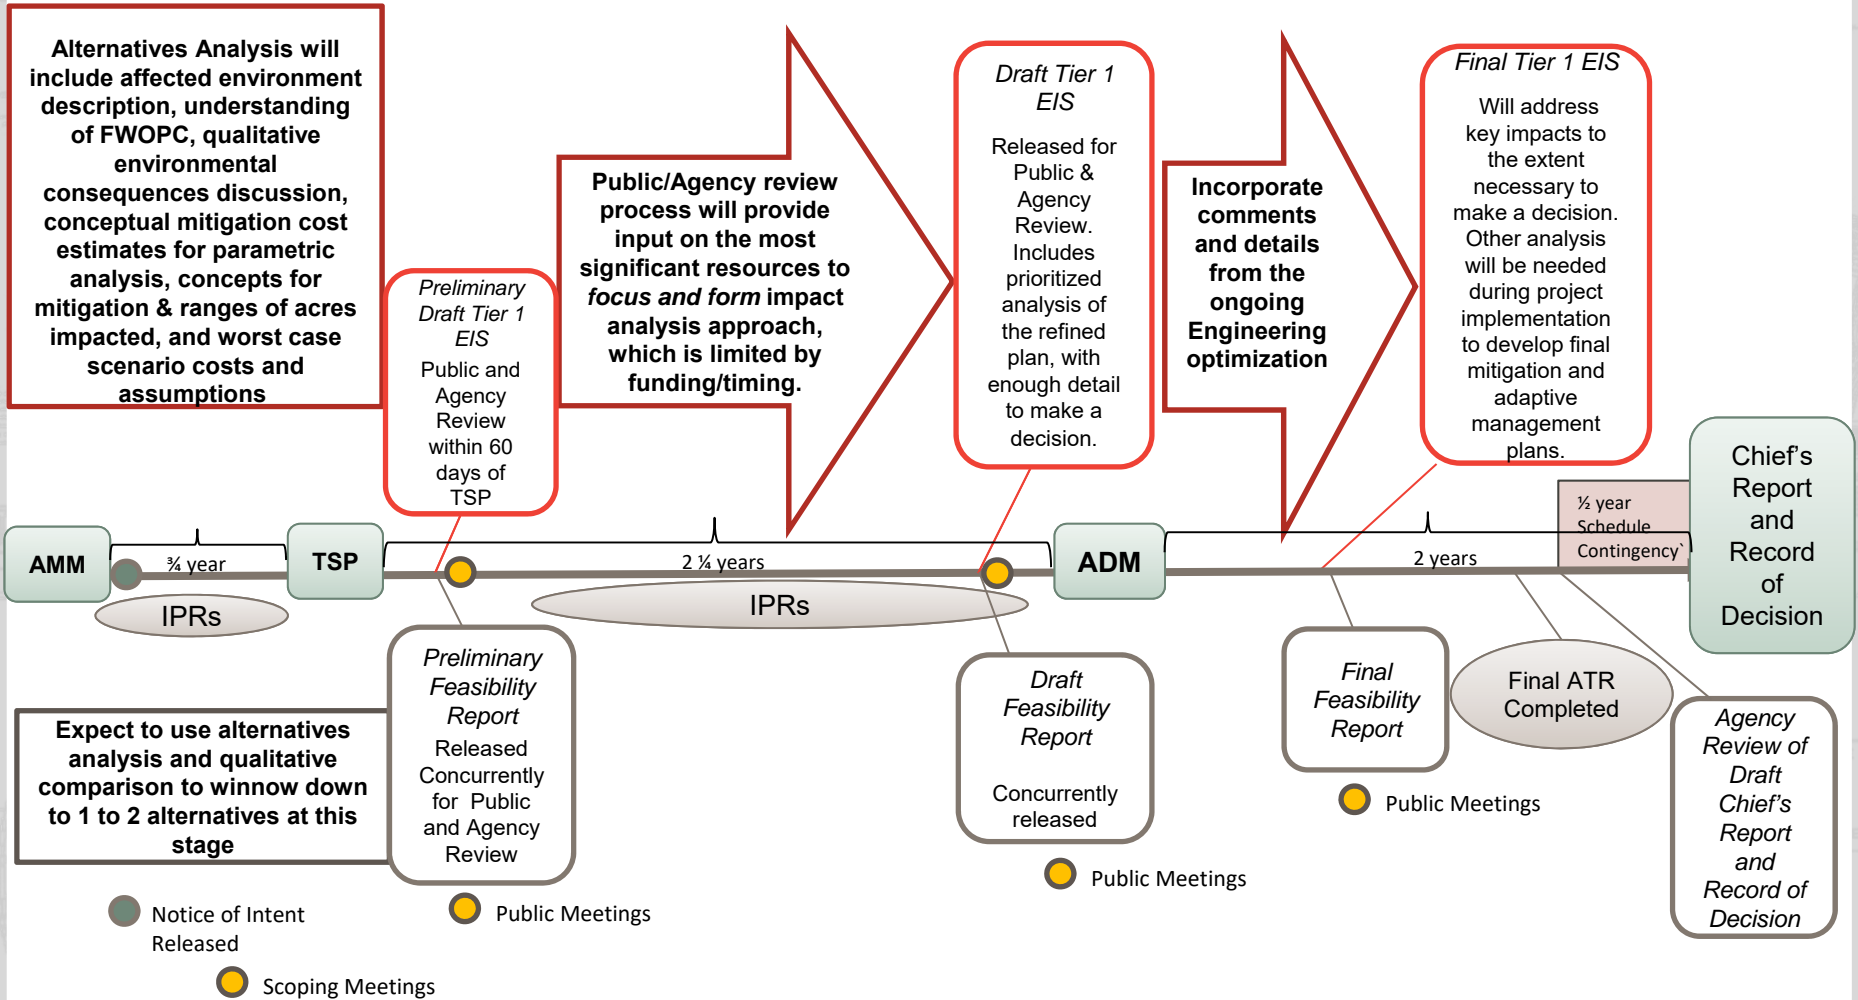 Alternatives Analysis will
include affected environment
description, understanding
of FWOPC, qualitative
environmental
consequences discussion,
conceptual mitigation cost
estimates for parametric
analysis, concepts for
mitigation & ranges of acres
impacted, and worst case
scenario costs and
assumptions
Preliminary
Draft Tier 1
EIS
Public and
Agency
Review
within 60
days of
TSP
Public/Agency review
process will provide
input on the most
significant resources to
focus and form impact
analysis approach,
which is limited by
funding/timing.
Draft Tier 1
EIS
Released for
Public &
Agency
Review.
Includes
prioritized
analysis of
the refined
plan, with
enough detail
to make a
decision.
Incorporate
comments
and details
from the
ongoing
Engineering
optimization
Final Tier 1 EIS
Will address
key impacts to
the extent
necessary to
make a decision.
Other analysis
will be needed
during project
implementation
to develop final
mitigation and
adaptive
management
plans.
AMM
¾ year
IPRs
TSP
2 ¼ years
IPRs
ADM
2 years
½ year
Schedule
Contingency`
Chief's
Report
and
Record
of
Decision
Expect to use alternatives
analysis and qualitative
comparison to winnow down
to 1 to 2 alternatives at this
stage
Preliminary
Feasibility
Report
Released
Concurrently
for Public
and Agency
Review
Draft
Feasibility
Report
Concurrently
released
Final
Feasibility
Report
Final ATR
Completed
Agency
Review of
Draft
Chief's
Report
and
Record of
Decision
Notice of Intent
Released
Scoping Meetings
Public Meetings
Public Meetings
Public Meetings